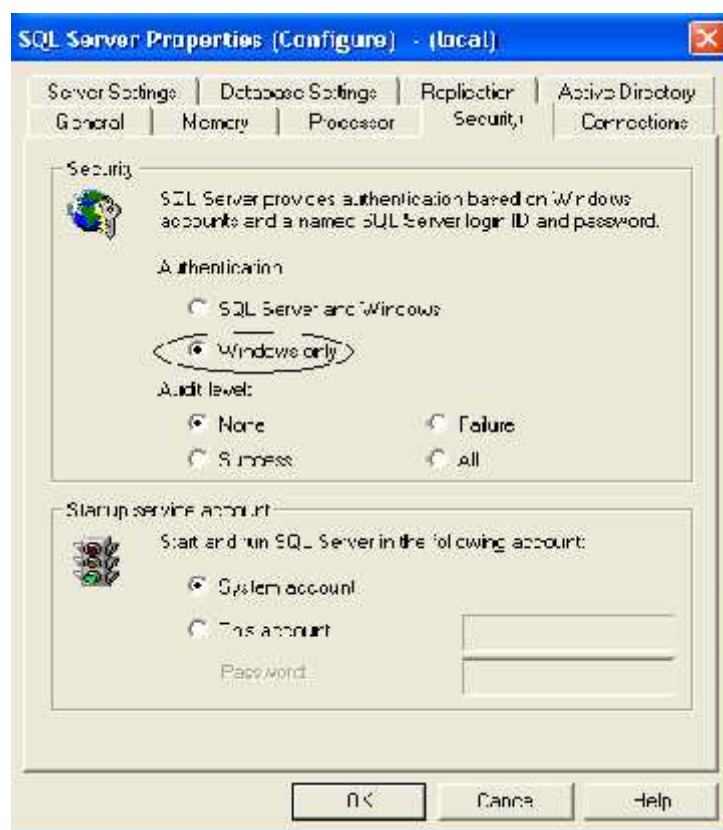 SQL Server Properties (Configure) - (local)
Server Settings Database Settings Replication Active Directory
General Memory Processor Security Connections
Security
SQL Server provides authentication based on Windows
accounts and a named SQL Server login ID and password.
Authentication
SQL Server and Windows
Windows only
Audit level:
None Failure
Success All
Startup service account
Start and run SQL Server in the following account:
System account
This account
Password
OK Cancel Help